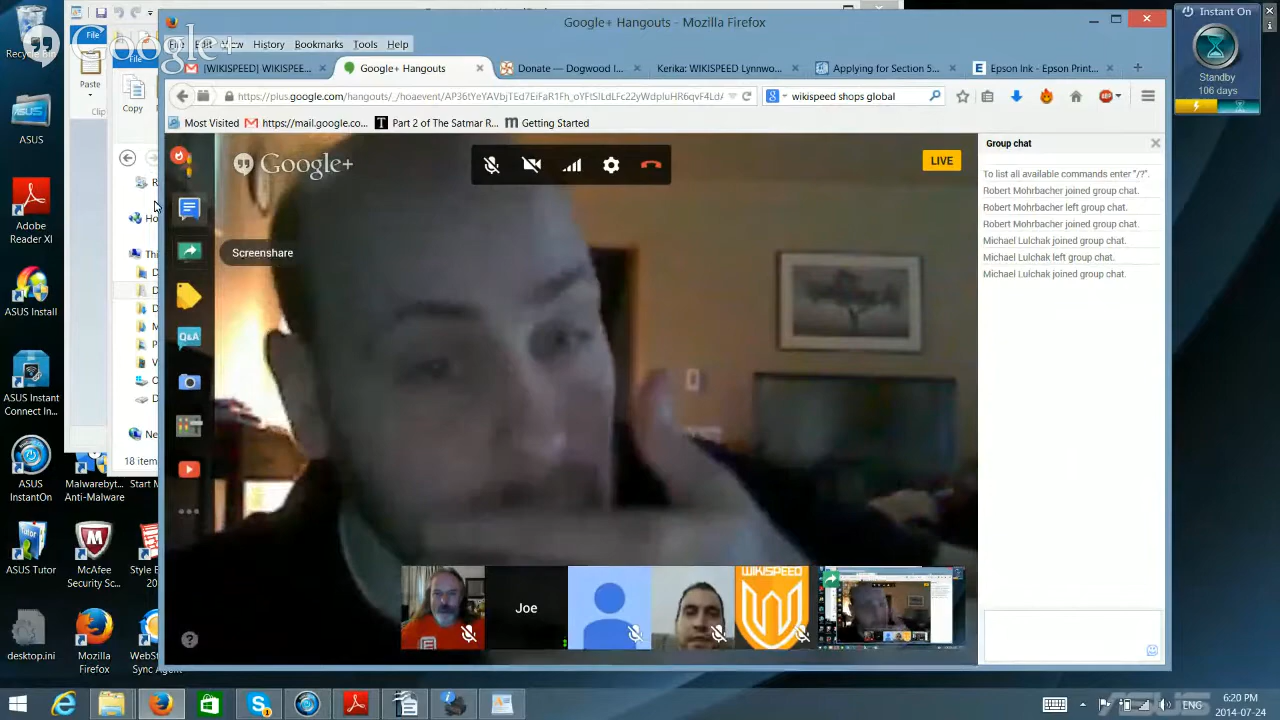 Google+ Hangouts - Mozilla Firefox
Instant On
Standby
106 days
Recycle Bin
Google+
File
File Edit View History Bookmarks Tools Help
[WIKISPEED] WIKISPEE...
Google+ Hangouts
Donate — Dogwood I...
Kerika: WIKISPEED Lynnwo...
Applying for Section 5...
Epson Ink - Epson Print...
Paste
Copy
Clip
https://plus.google.com/hangouts/_/hoaevent/
wikispeed shops global
Most Visited
https://mail.google.co...
Part 2 of The Satmar R...
Getting Started
ASUS
Google+
LIVE
Group chat
To list all available commands enter "/?".
Robert Mohrbacher joined group chat.
Robert Mohrbacher left group chat.
Robert Mohrbacher joined group chat.
Michael Lulchak joined group chat.
Michael Lulchak left group chat.
Michael Lulchak joined group chat.
Screenshare
Adobe
Reader XI
Q&A
ASUS Install
ASUS Instant
Connect In...
18 item
ASUS
InstantOn
Malwarebyt...
Anti-Malware
Start M
ASUS Tutor
McAfee
Security Sc...
Style B
20
Joe
WIKISPEED
desktop.ini
Mozilla
Firefox
WebSt
Sync Agent
ENG
6:20 PM
2014-07-24
ASUS